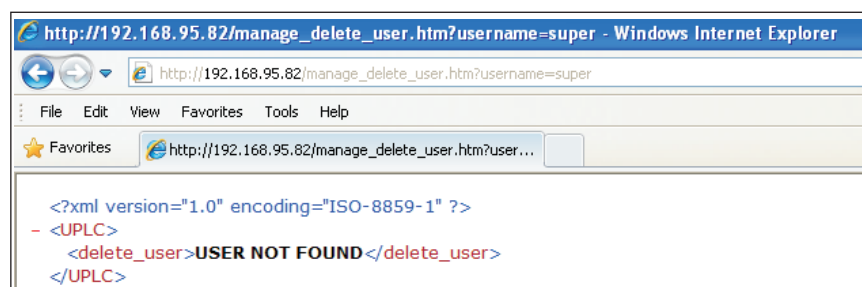 http://192.168.95.82/manage_delete_user.htm?username=super - Windows Internet Explorer
http://192.168.95.82/manage_delete_user.htm?username=super
File Edit View Favorites Tools Help
Favorites http://192.168.95.82/manage_delete_user.htm?user...
<?xml version="1.0" encoding="ISO-8859-1" ?>
- <UPLC>
<delete_user>USER NOT FOUND</delete_user>
</UPLC>